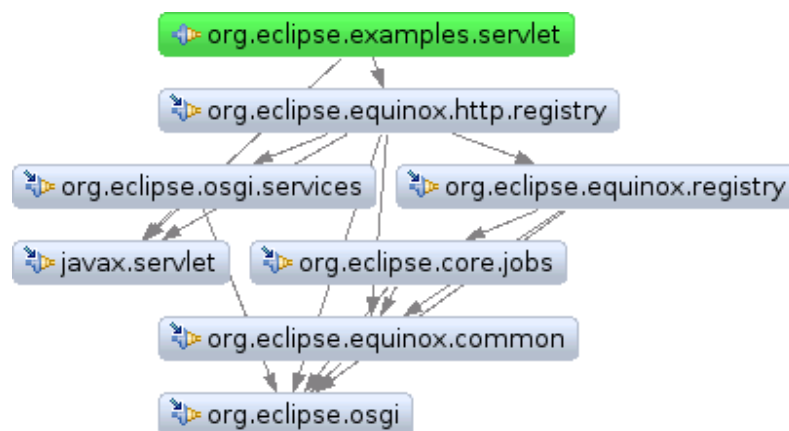 org.eclipse.examples.servlet
org.eclipse.equinox.http.registry
org.eclipse.osgi.services
org.eclipse.equinox.registry
javax.servlet
org.eclipse.core.jobs
org.eclipse.equinox.common
org.eclipse.osgi